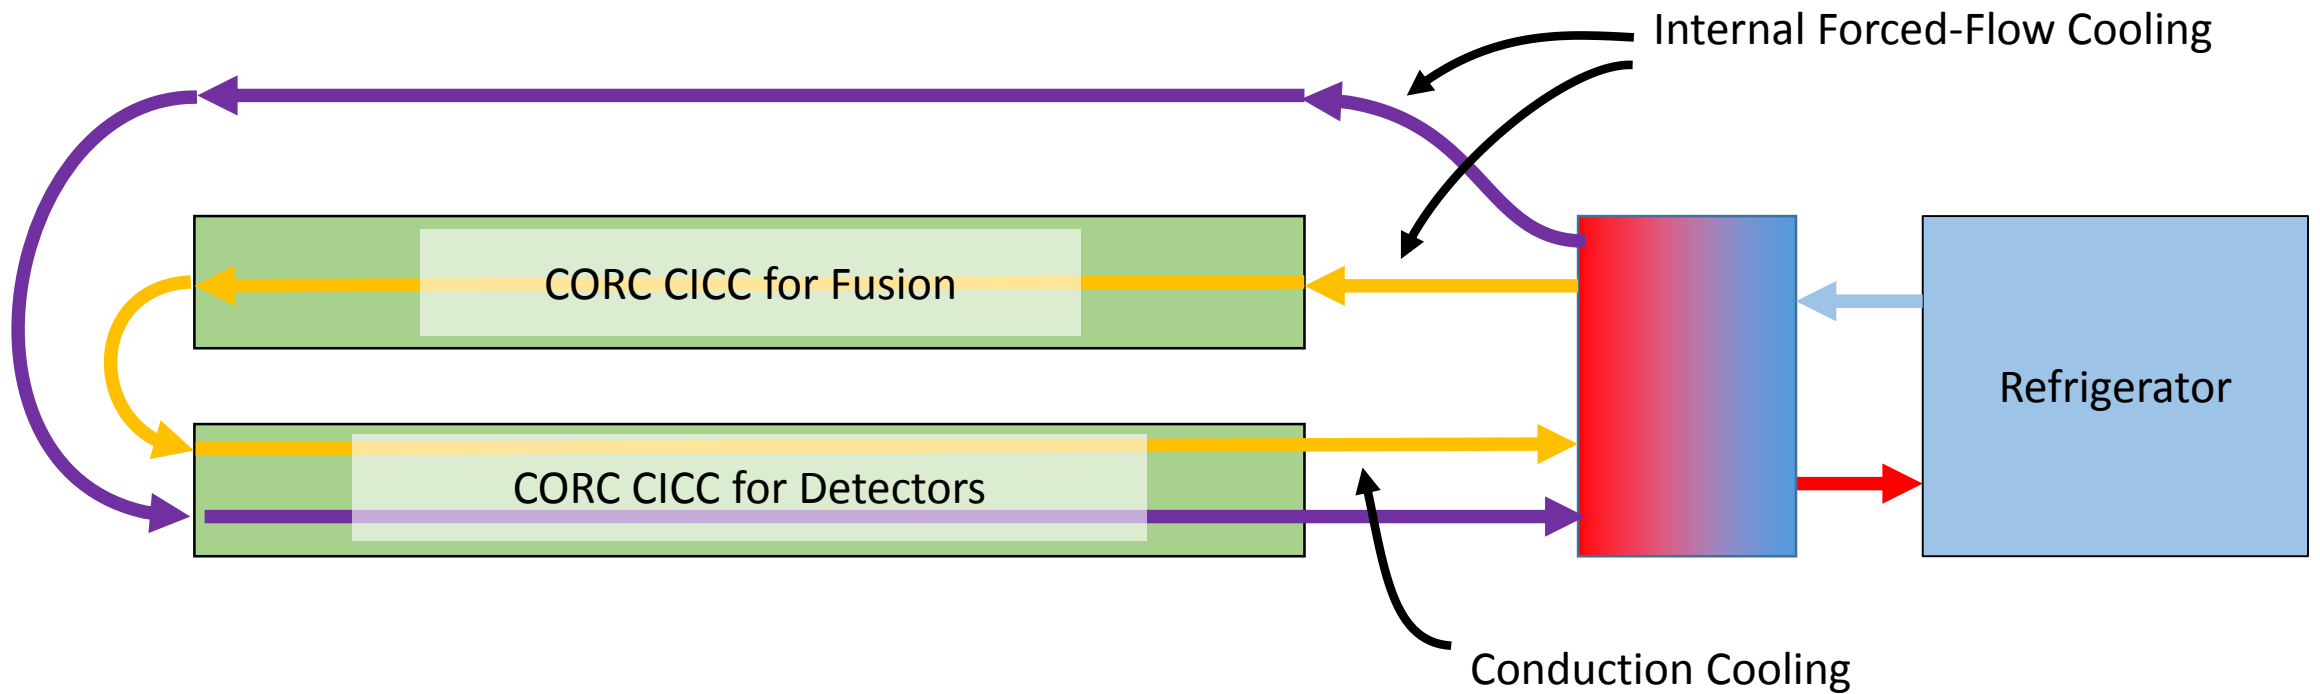 Internal Forced-Flow Cooling
CORC CICC for Fusion
Refrigerator
CORC CICC for Detectors
Conduction Cooling